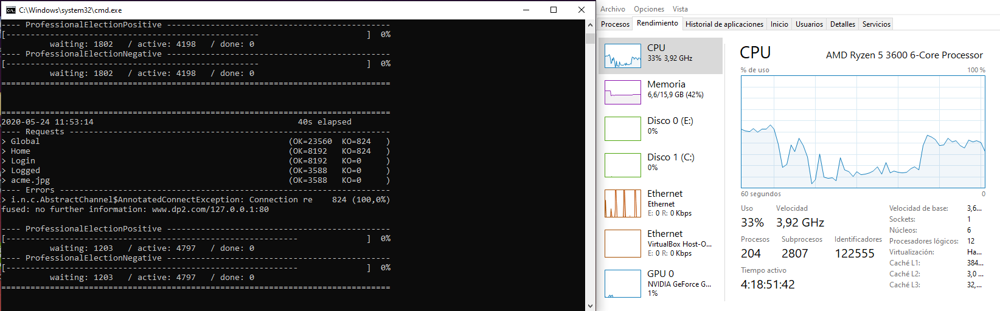 C:\Windows\system32\cmd.exe
---- ProfessionalElectionPositive ----------------------------------------------
[----------------------------------------------------                      ]  0%
          waiting: 1802   / active: 4198   / done: 0
---- ProfessionalElectionNegative ----------------------------------------------
[----------------------------------------------------                      ]  0%
          waiting: 1802   / active: 4198   / done: 0
================================================================================
================================================================================
2020-05-24 11:53:14                                          40s elapsed
---- Requests ------------------------------------------------------------------
> Global                                                   (OK=23560  KO=824   )
> Home                                                     (OK=8192   KO=824   )
> Login                                                    (OK=8192   KO=0     )
> Logged                                                   (OK=3588   KO=0     )
> acme.jpg                                                 (OK=3588   KO=0     )
---- Errors --------------------------------------------------------------------
> i.n.c.AbstractChannel$AnnotatedConnectException: Connection re    824 (100,0%)
fused: no further information: www.dp2.com/127.0.0.1:80
---- ProfessionalElectionPositive ----------------------------------------------
[------------------------------------------------------------              ]  0%
          waiting: 1203   / active: 4797   / done: 0
---- ProfessionalElectionNegative ----------------------------------------------
[------------------------------------------------------------              ]  0%
          waiting: 1203   / active: 4797   / done: 0
================================================================================
Archivo Opciones Vista
Procesos Rendimiento Historial de aplicaciones Inicio Usuarios Detalles Servicios
CPU
33% 3,92 GHz
Memoria
6,6/15,9 GB (42%)
Disco 0 (E:)
0%
Disco 1 (C:)
0%
Ethernet
Ethernet
E: 0 R: 0 Kbps
Ethernet
VirtualBox Host-O...
E: 0 R: 0 Kbps
GPU 0
NVIDIA GeForce G...
1%
CPU AMD Ryzen 5 3600 6-Core Processor
% de uso 100 %
60 segundos 0
Uso Velocidad
33% 3,92 GHz
Procesos Subprocesos Identificadores
204 2807 122555
Tiempo activo
4:18:51:42
Velocidad de base: 3,6...
Sockets: 1
Núcleos: 6
Procesadores lógicos: 12
Virtualización: Ha...
Caché L1: 384...
Caché L2: 3,0 ...
Caché L3: 32,...